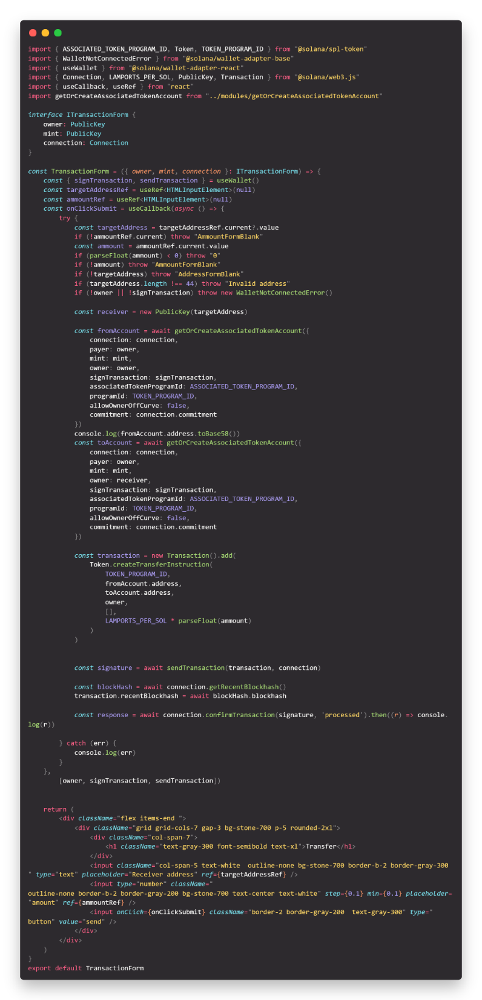 import { ASSOCIATED_TOKEN_PROGRAM_ID, Token, TOKEN_PROGRAM_ID } from "@solana/spl-token"
import { WalletNotConnectedError } from "@solana/wallet-adapter-base"
import { useWallet } from "@solana/wallet-adapter-react"
import { Connection, LAMPORTS_PER_SOL, PublicKey, Transaction } from "@solana/web3.js"
import { useCallback, useRef } from "react"
import getOrCreateAssociatedTokenAccount from "../modules/getOrCreateAssociatedTokenAccount"

interface ITransactionForm {
    owner: PublicKey
    mint: PublicKey
    connection: Connection
}

const TransactionForm = ({ owner, mint, connection }: ITransactionForm) => {
    const { signTransaction, sendTransaction } = useWallet()
    const targetAddressRef = useRef<HTMLInputElement>(null)
    const ammountRef = useRef<HTMLInputElement>(null)
    const onClickSubmit = useCallback(async () => {
        try {
            const targetAddress = targetAddressRef.current?.value
            if (!ammountRef.current) throw "AmmountFormBlank"
            const ammount = ammountRef.current.value
            if (parseFloat(ammount) < 0) throw "0"
            if (!ammount) throw "AmmountFormBlank"
            if (!targetAddress) throw "AddressFormBlank"
            if (targetAddress.length !== 44) throw "Invalid address"
            if (!owner || !signTransaction) throw new WalletNotConnectedError()

            const receiver = new PublicKey(targetAddress)

            const fromAccount = await getOrCreateAssociatedTokenAccount({
                connection: connection,
                payer: owner,
                mint: mint,
                owner: owner,
                signTransaction: signTransaction,
                associatedTokenProgramId: ASSOCIATED_TOKEN_PROGRAM_ID,
                programId: TOKEN_PROGRAM_ID,
                allowOwnerOffCurve: false,
                commitment: connection.commitment
            })
            console.log(fromAccount.address.toBase58())
            const toAccount = await getOrCreateAssociatedTokenAccount({
                connection: connection,
                payer: owner,
                mint: mint,
                owner: receiver,
                signTransaction: signTransaction,
                associatedTokenProgramId: ASSOCIATED_TOKEN_PROGRAM_ID,
                programId: TOKEN_PROGRAM_ID,
                allowOwnerOffCurve: false,
                commitment: connection.commitment
            })

            const transaction = new Transaction().add(
                Token.createTransferInstruction(
                    TOKEN_PROGRAM_ID,
                    fromAccount.address,
                    toAccount.address,
                    owner,
                    [],
                    LAMPORTS_PER_SOL * parseFloat(ammount)
                )
            )


            const signature = await sendTransaction(transaction, connection)

            const blockHash = await connection.getRecentBlockhash()
            transaction.recentBlockhash = await blockHash.blockhash

            const response = await connection.confirmTransaction(signature, 'processed').then((r) => console.
log(r))

        } catch (err) {
            console.log(err)
        }
    },
        [owner, signTransaction, sendTransaction])


    return (
        <div className="flex items-end ">
            <div className="grid grid-cols-7 gap-3 bg-stone-700 p-5 rounded-2xl">
                <div className="col-span-7">
                    <h1 className="text-gray-300 font-semibold text-xl">Transfer</h1>
                </div>
                <input className="col-span-5 text-white  outline-none bg-stone-700 border-b-2 border-gray-300
" type="text" placeholder="Receiver address" ref={targetAddressRef} />
                <input type="number" className="
outline-none border-b-2 border-gray-200 bg-stone-700 text-center text-white" step={0.1} min={0.1} placeholder=
"amount" ref={ammountRef} />
                <input onClick={onClickSubmit} className="border-2 border-gray-200  text-gray-300" type="
button" value="send" />
            </div>
        </div>
    )
}
export default TransactionForm